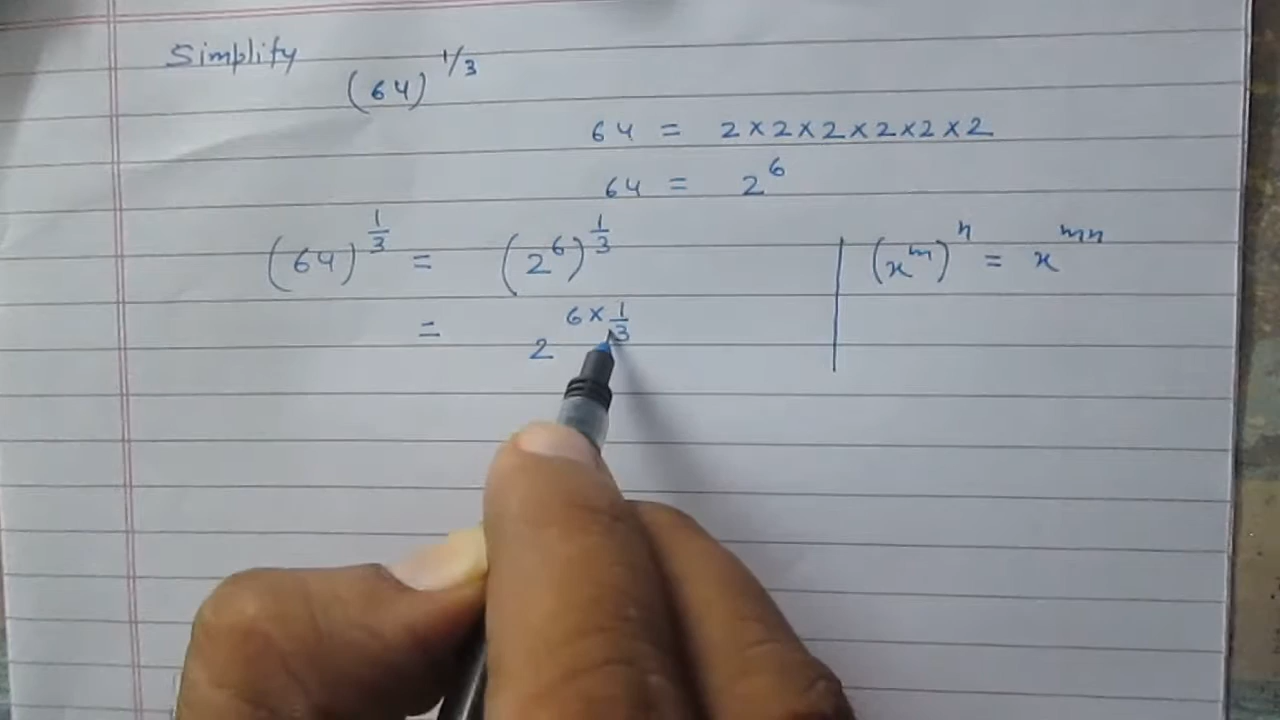 Simplify
(64)^1/3
64 = 2×2×2×2×2×2
64 = 2^6
(64)^1/3 = (2^6)^1/3
= 2^6×1/3
(x^m)^n = x^mn